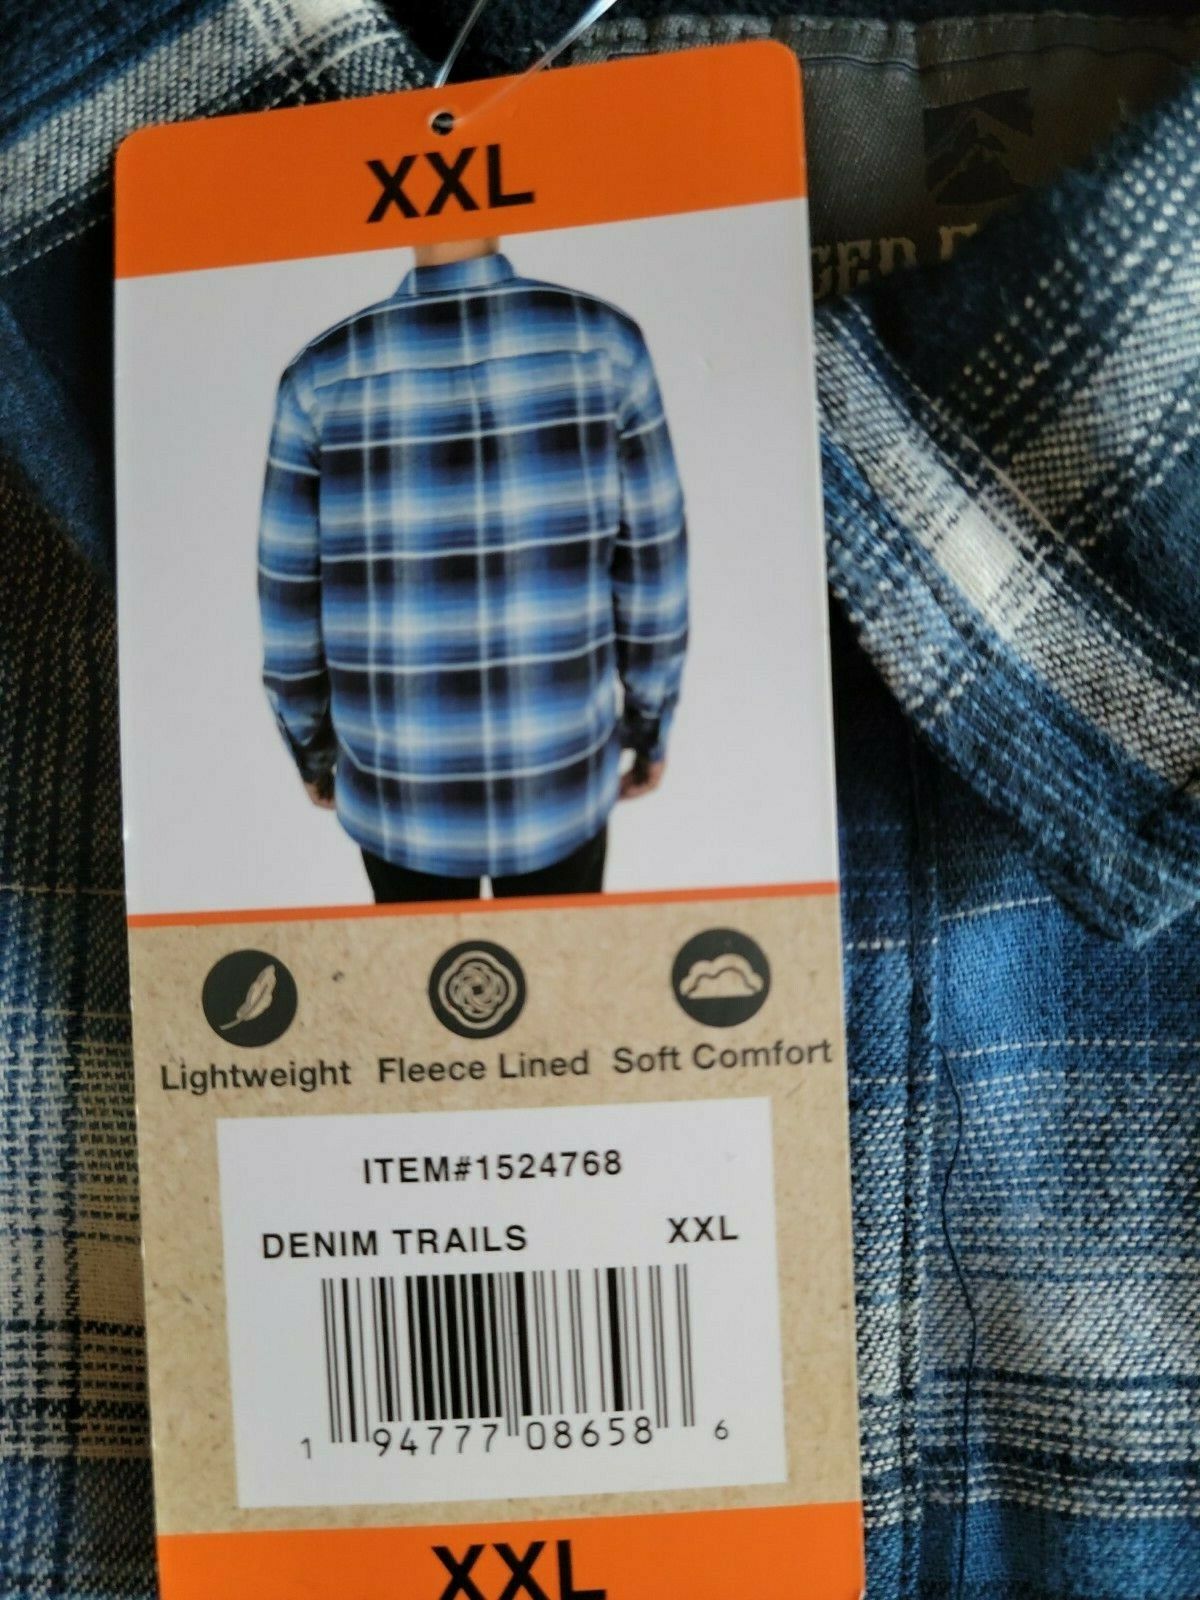 XXL
Lightweight Fleece Lined Soft Comfort
ITEM#1524768
DENIM TRAILS XXL
1 94777 08658 6
XXL